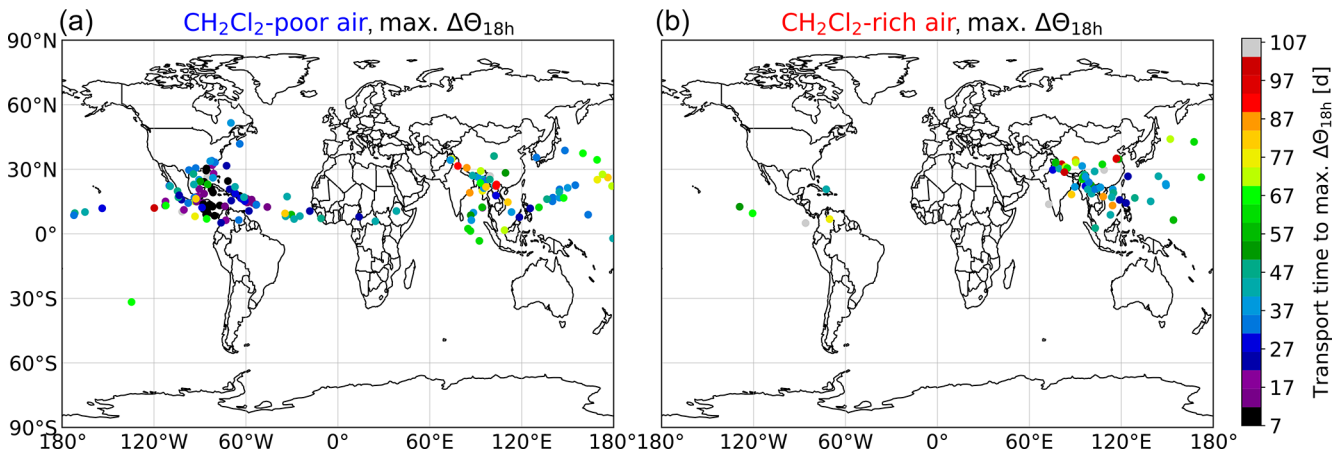 (a) CH₂Cl₂-poor air, max. ΔΘ₁₈ₕ
(b) CH₂Cl₂-rich air, max. ΔΘ₁₈ₕ
90°N
60°N
30°N
0°
30°S
60°S
90°S
180° 120°W 60°W 0° 60°E 120°E 180°
180° 120°W 60°W 0° 60°E 120°E 180°
107
97
87
77
67
57
47
37
27
17
7
Transport time to max. ΔΘ₁₈ₕ [d]